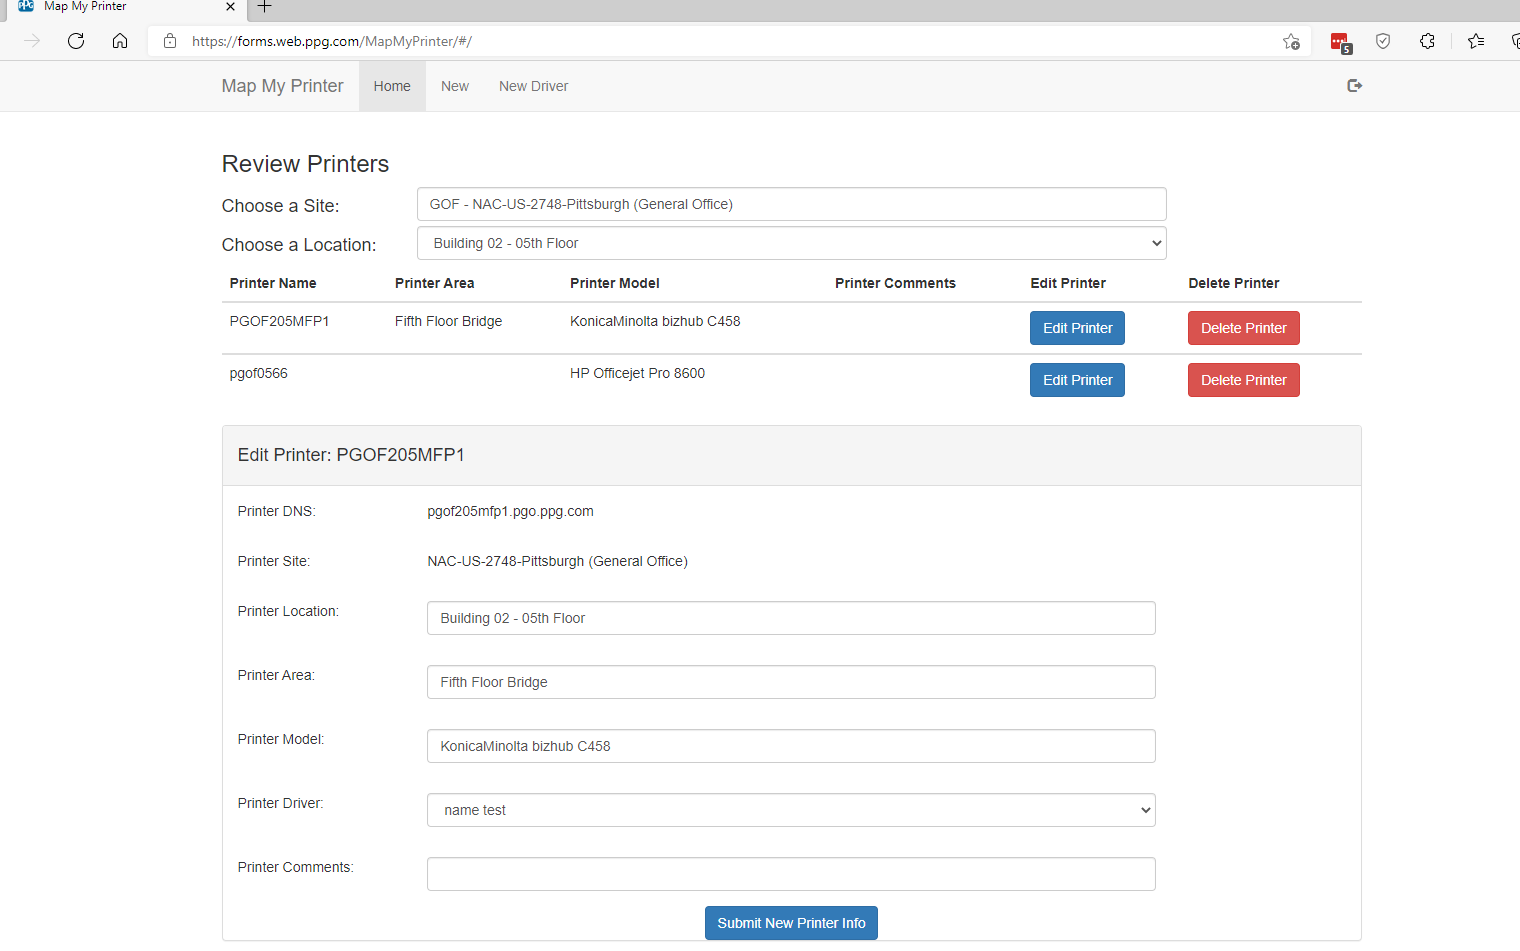 PPG Map My Printer
https://forms.web.ppg.com/MapMyPrinter/#/
5
Map My Printer Home New New Driver
Review Printers
Choose a Site: GOF - NAC-US-2748-Pittsburgh (General Office)
Choose a Location: Building 02 - 05th Floor
Printer Name Printer Area Printer Model Printer Comments Edit Printer Delete Printer
PGOF205MFP1 Fifth Floor Bridge KonicaMinolta bizhub C458 Edit Printer Delete Printer
pgof0566 HP Officejet Pro 8600 Edit Printer Delete Printer
Edit Printer: PGOF205MFP1
Printer DNS: pgof205mfp1.pgo.ppg.com
Printer Site: NAC-US-2748-Pittsburgh (General Office)
Printer Location: Building 02 - 05th Floor
Printer Area: Fifth Floor Bridge
Printer Model: KonicaMinolta bizhub C458
Printer Driver: name test
Printer Comments:
Submit New Printer Info